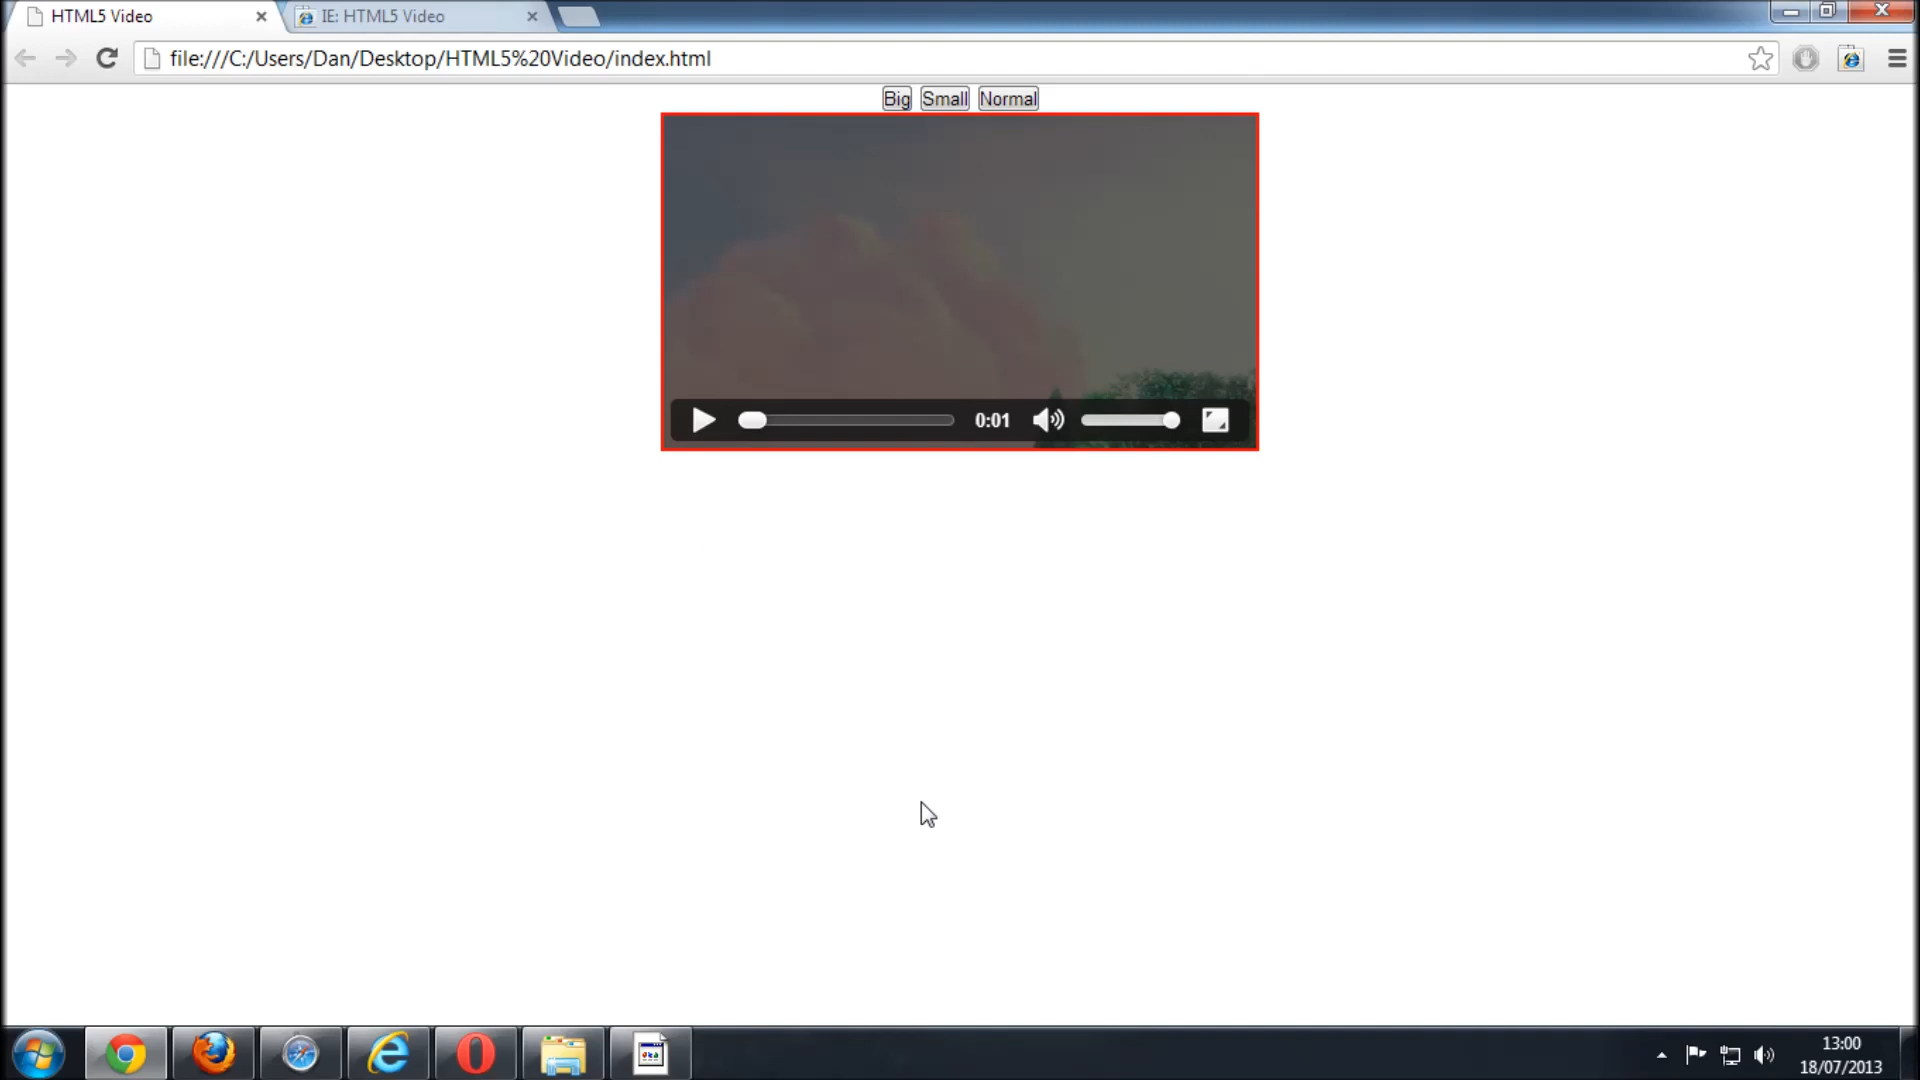 HTML5 Video
IE: HTML5 Video
file:///C:/Users/Dan/Desktop/HTML5%20Video/index.html
Big Small Normal
0:01
13:00
18/07/2013